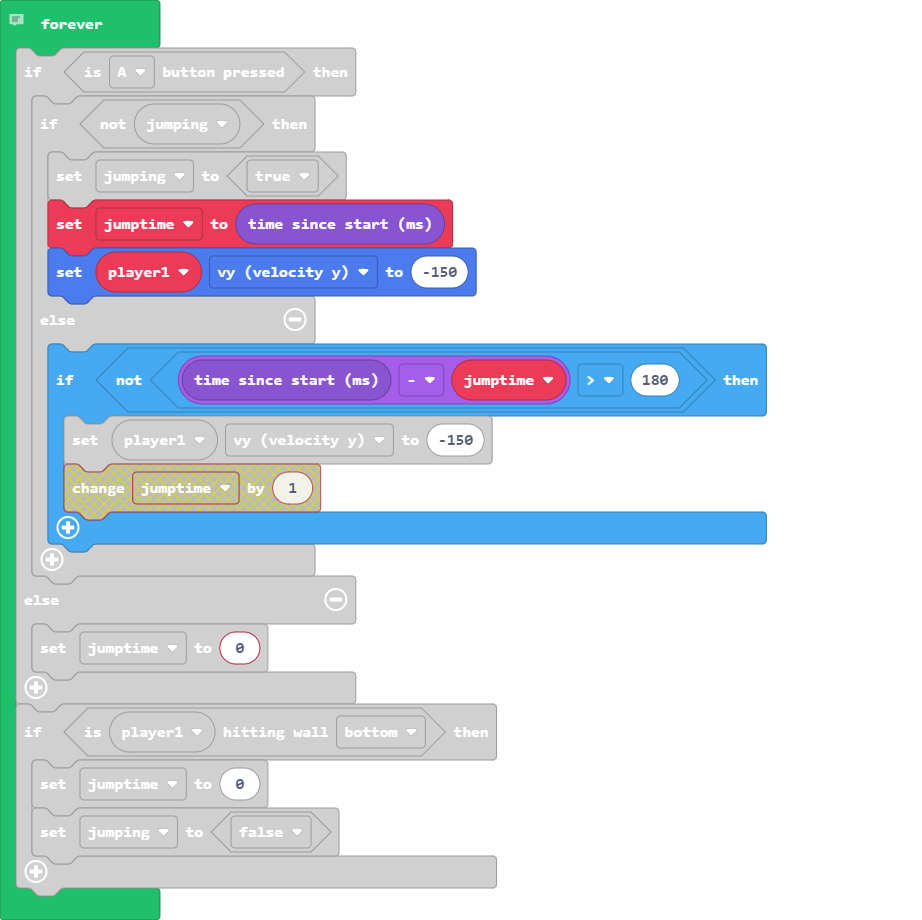 forever
if is A button pressed then
if not jumping then
set jumping to true
set jumptime to time since start (ms)
set player1 vy (velocity y) to -150
else
if not time since start (ms) - jumptime > 180 then
set player1 vy (velocity y) to -150
change jumptime by 1
else
set jumptime to 0
if is player1 hitting wall bottom then
set jumptime to 0
set jumping to false